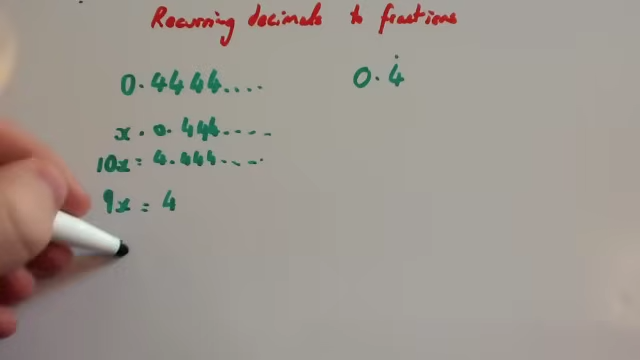 Recurring decimals to fractions
0.4444.... 0.4̇
x . 0.444....
10x = 4.444....
9x = 4